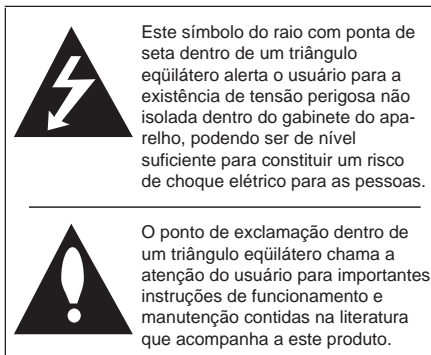 Este símbolo do raio com ponta de
seta dentro de um triângulo
eqüilátero alerta o usuário para a
existência de tensão perigosa não
isolada dentro do gabinete do apa-
relho, podendo ser de nível
suficiente para constituir um risco
de choque elétrico para as pessoas.
O ponto de exclamação dentro de
um triângulo eqüilátero chama a
atenção do usuário para importantes
instruções de funcionamento e
manutenção contidas na literatura
que acompanha a este produto.